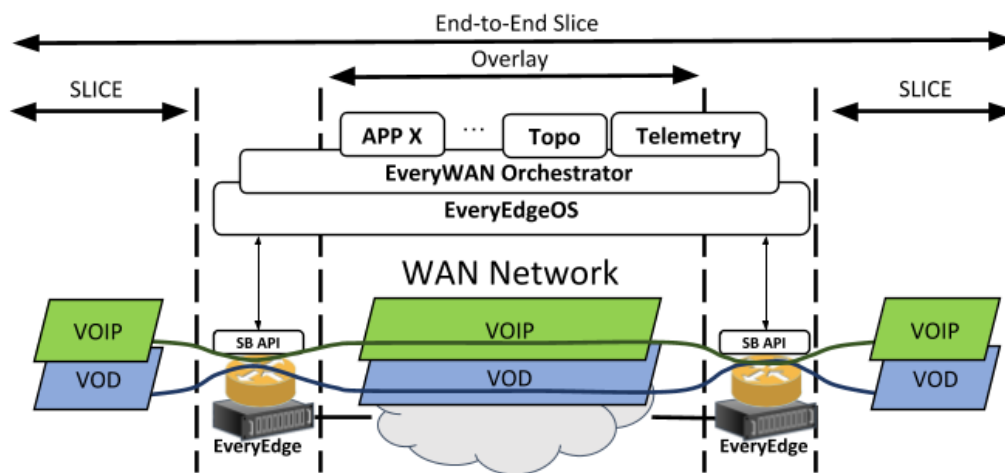 End-to-End Slice
Overlay
SLICE
SLICE
APP X
...
Topo
Telemetry
EveryWAN Orchestrator
EveryEdgeOS
WAN Network
VOIP
SB API
VOIP
SB API
VOIP
VOD
VOD
VOD
EveryEdge
EveryEdge